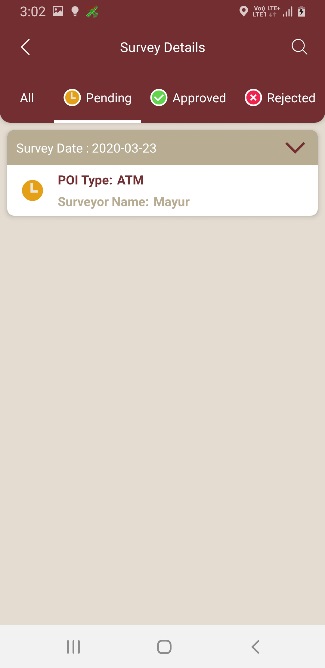 3:02
Vo) LTE+
LTE1
Survey Details
All
Pending
Approved
Rejected
Survey Date : 2020-03-23
POI Type: ATM
Surveyor Name: Mayur